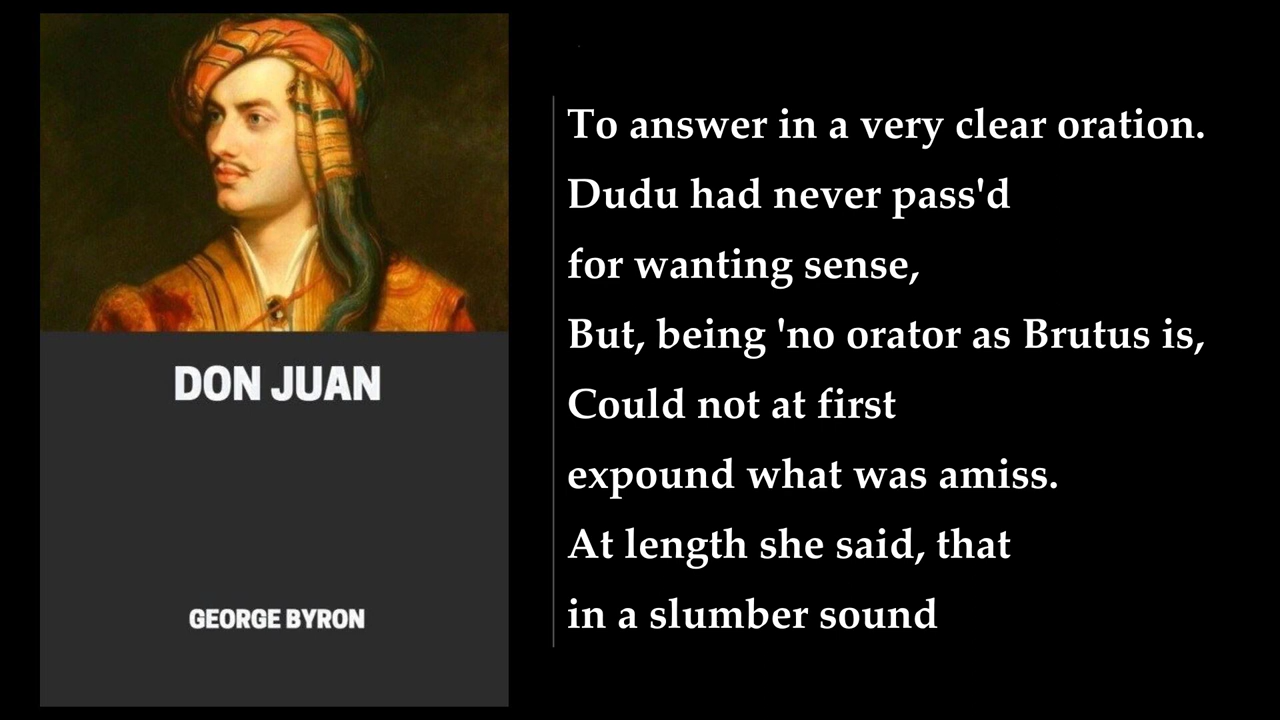 DON JUAN
GEORGE BYRON
To answer in a very clear oration.
Dudu had never pass'd
for wanting sense,
But, being 'no orator as Brutus is,
Could not at first
expound what was amiss.
At length she said, that
in a slumber sound